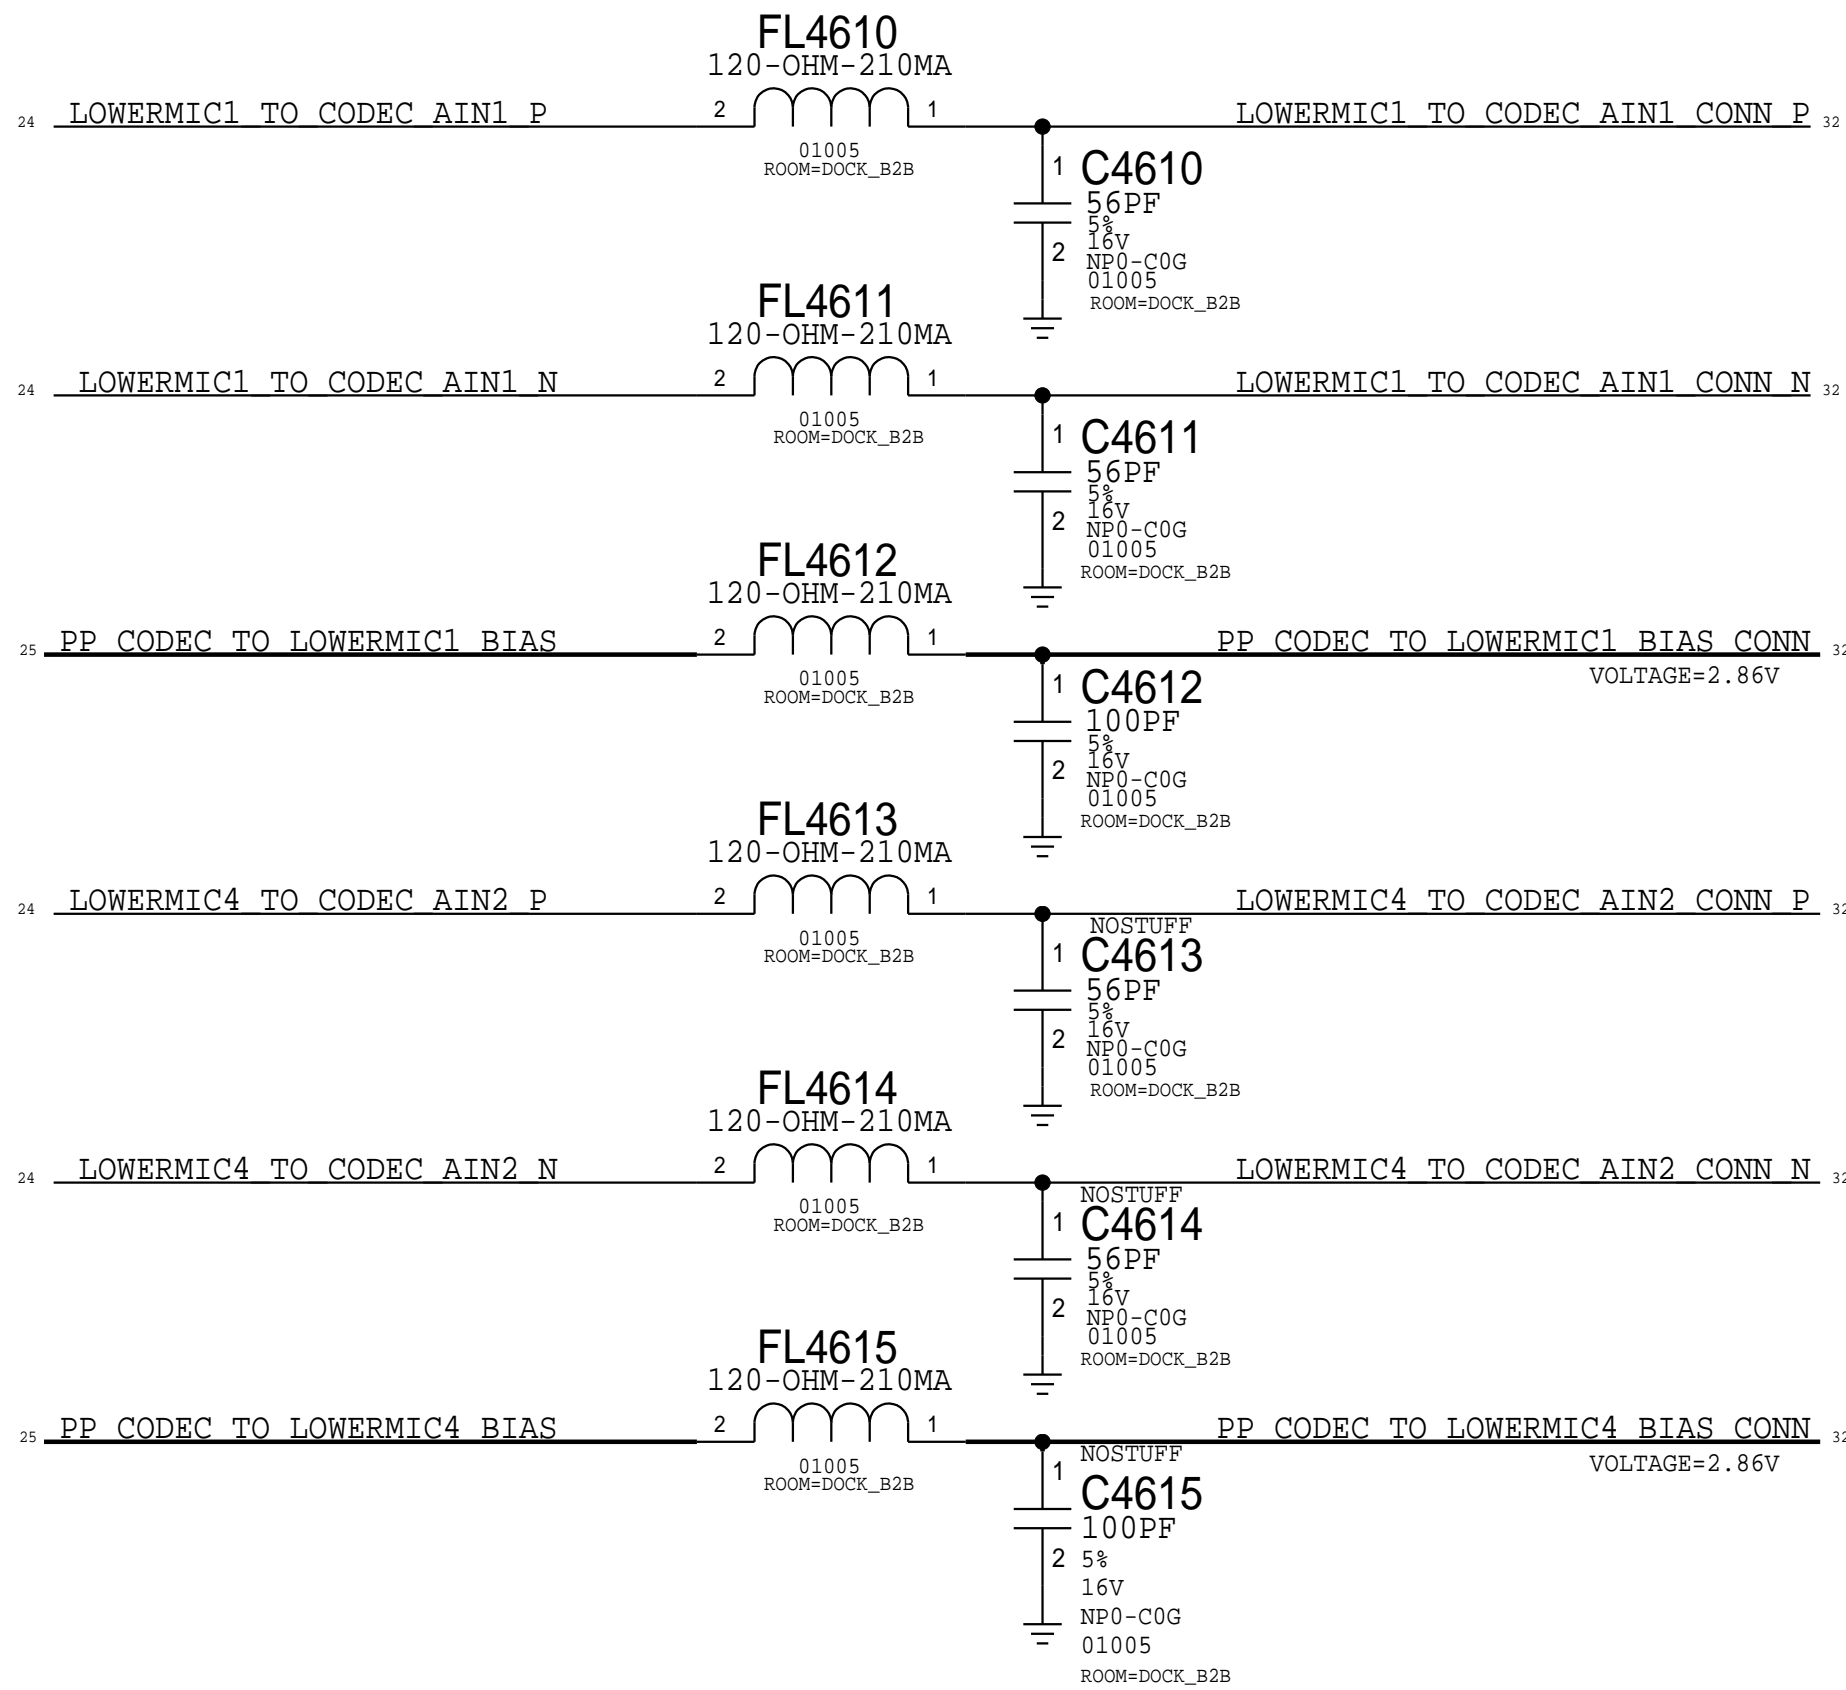 FL4610
120-OHM-210MA
24 LOWERMIC1_TO_CODEC_AIN1_P 2 1 LOWERMIC1_TO_CODEC_AIN1_CONN_P 32
01005
ROOM=DOCK_B2B
1 C4610
56PF
5%
16V
2 NP0-C0G
01005
ROOM=DOCK_B2B
FL4611
120-OHM-210MA
24 LOWERMIC1_TO_CODEC_AIN1_N 2 1 LOWERMIC1_TO_CODEC_AIN1_CONN_N 32
01005
ROOM=DOCK_B2B
1 C4611
56PF
5%
16V
2 NP0-C0G
01005
ROOM=DOCK_B2B
FL4612
120-OHM-210MA
25 PP_CODEC_TO_LOWERMIC1_BIAS 2 1 PP_CODEC_TO_LOWERMIC1_BIAS_CONN 32
VOLTAGE=2.86V
01005
ROOM=DOCK_B2B
1 C4612
100PF
5%
16V
2 NP0-C0G
01005
ROOM=DOCK_B2B
FL4613
120-OHM-210MA
24 LOWERMIC4_TO_CODEC_AIN2_P 2 1 LOWERMIC4_TO_CODEC_AIN2_CONN_P 32
01005
ROOM=DOCK_B2B
NOSTUFF
1 C4613
56PF
5%
16V
2 NP0-C0G
01005
ROOM=DOCK_B2B
FL4614
120-OHM-210MA
24 LOWERMIC4_TO_CODEC_AIN2_N 2 1 LOWERMIC4_TO_CODEC_AIN2_CONN_N 32
01005
ROOM=DOCK_B2B
NOSTUFF
1 C4614
56PF
5%
16V
2 NP0-C0G
01005
ROOM=DOCK_B2B
FL4615
120-OHM-210MA
25 PP_CODEC_TO_LOWERMIC4_BIAS 2 1 PP_CODEC_TO_LOWERMIC4_BIAS_CONN 32
VOLTAGE=2.86V
01005
ROOM=DOCK_B2B
NOSTUFF
1 C4615
100PF
2 5%
16V
NP0-C0G
01005
ROOM=DOCK_B2B